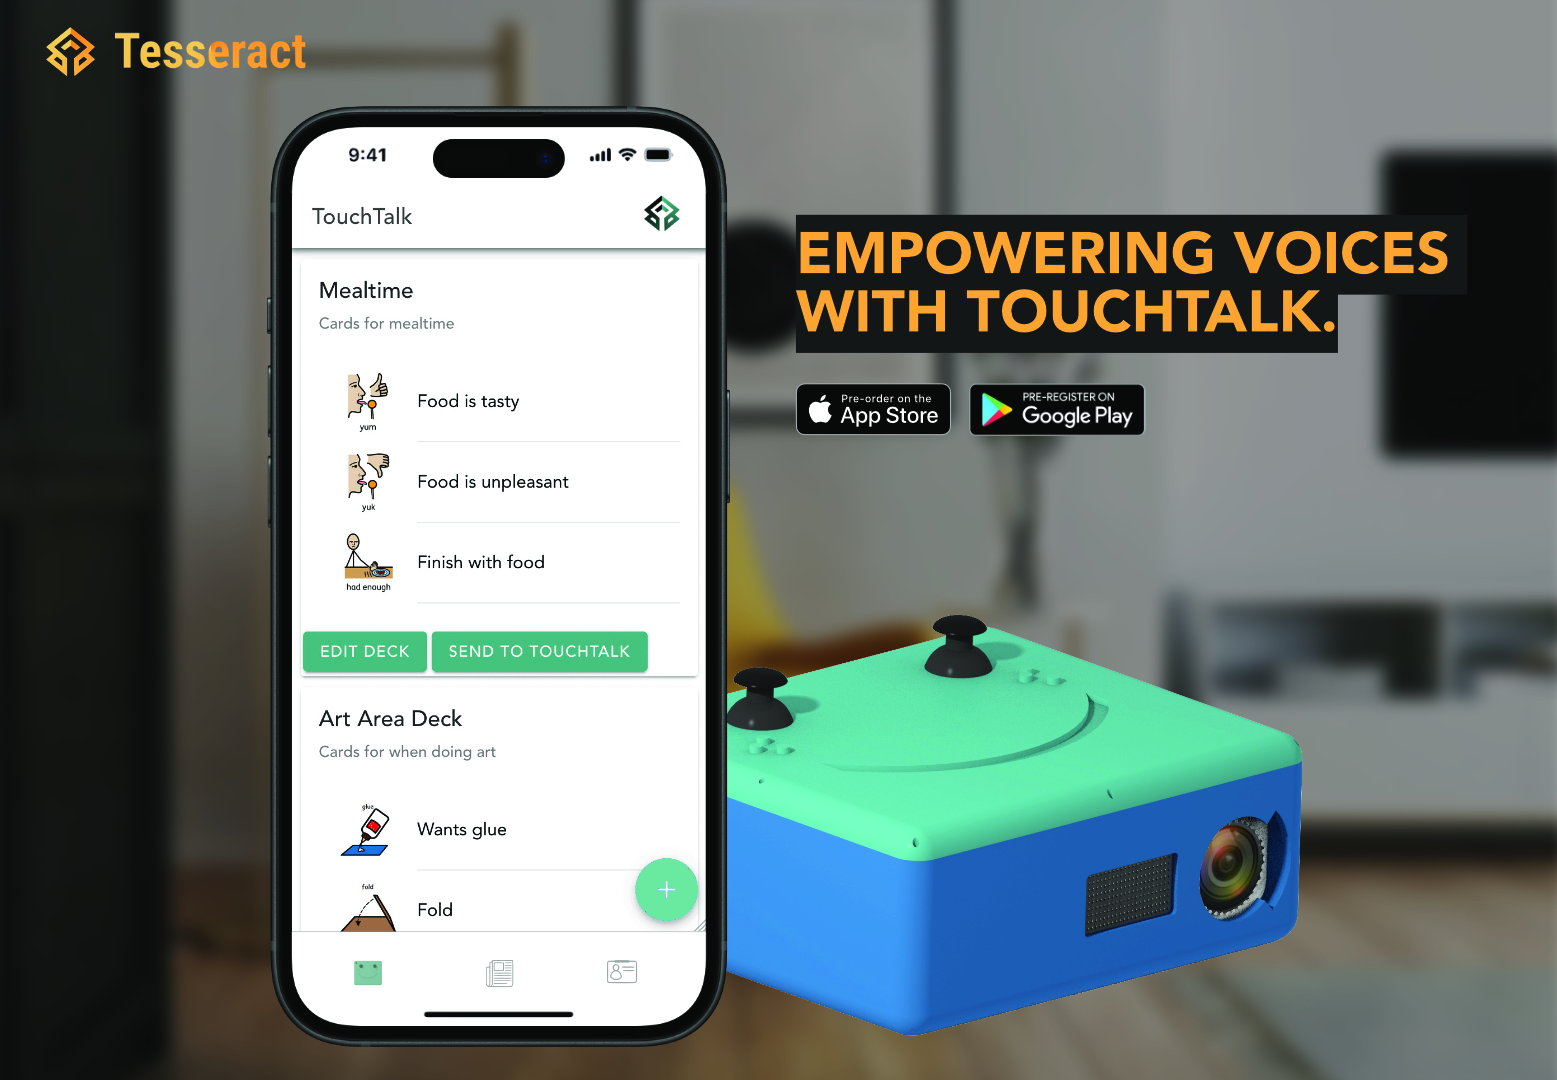 Tesseract
9:41
TouchTalk
Mealtime
Cards for mealtime
yum
Food is tasty
yuk
Food is unpleasant
had enough
Finish with food
EDIT DECK
SEND TO TOUCHTALK
Art Area Deck
Cards for when doing art
glue
Wants glue
fold
Fold
EMPOWERING VOICES
WITH TOUCHTALK.
Pre-order on the
App Store
PRE-REGISTER ON
Google Play